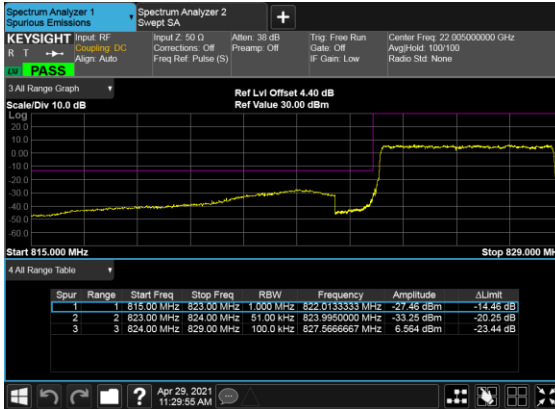 Spectrum Analyzer 1
Spurious Emissions
Spectrum Analyzer 2
Swept SA
KEYSIGHT
R T
Input: RF
Coupling: DC
Align: Auto
Input Z: 50 Ω
Corrections: Off
Freq Ref: Pulse (S)
Atten: 38 dB
Preamp: Off
Trig: Free Run
Gate: Off
IF Gain: Low
Center Freq: 22.005000000 GHz
Avg|Hold: 100/100
Radio Std: None
PASS
3 All Range Graph
Scale/Div 10.0 dB
Ref Lvl Offset 4.40 dB
Ref Value 30.00 dBm
Log
20.0
10.0
0.00
-10.0
-20.0
-30.0
-40.0
-50.0
-60.0
Start 815.000 MHz
Stop 829.000 MH
4 All Range Table
Spur Range Start Freq Stop Freq RBW Frequency Amplitude ΔLimit
1 1 815.00 MHz 823.00 MHz 1.000 MHz 822.0133333 MHz -27.46 dBm -14.46 dB
2 2 823.00 MHz 824.00 MHz 51.00 kHz 823.9950000 MHz -33.25 dBm -20.25 dB
3 3 824.00 MHz 829.00 MHz 100.0 kHz 827.5666667 MHz 6.564 dBm -23.44 dB
?
Apr 29, 2021
11:29:55 AM